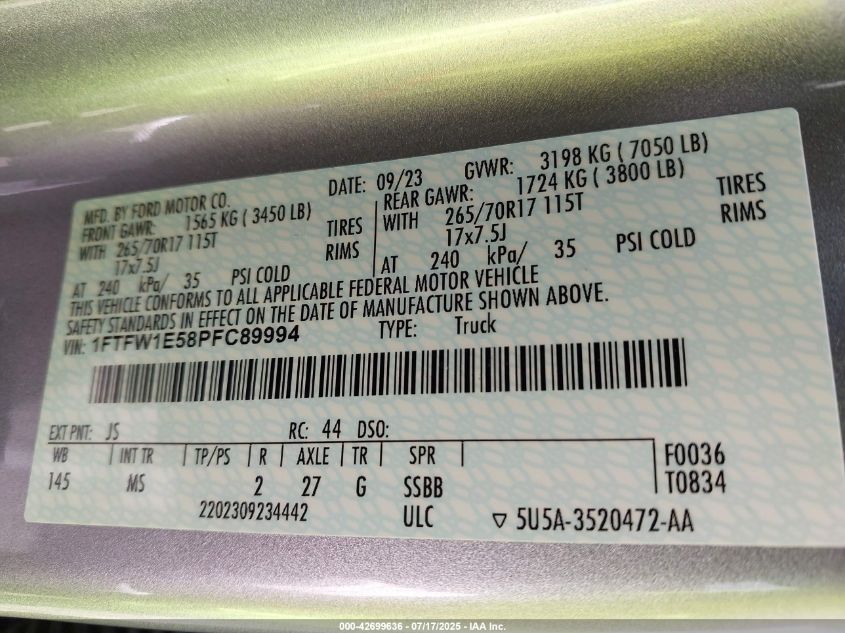 MFD. BY FORD MOTOR CO. DATE: 09/23 GVWR: 3198 KG ( 7050 LB)
FRONT GAWR: 1565 KG ( 3450 LB) REAR GAWR: 1724 KG ( 3800 LB)
WITH 265/70R17 115T TIRES WITH 265/70R17 115T TIRES
17x7.5J RIMS 17x7.5J RIMS
AT 240 kPa/ 35 PSI COLD AT 240 kPa/ 35 PSI COLD
THIS VEHICLE CONFORMS TO ALL APPLICABLE FEDERAL MOTOR VEHICLE
SAFETY STANDARDS IN EFFECT ON THE DATE OF MANUFACTURE SHOWN ABOVE.
VIN: 1FTFW1E58PFC89994 TYPE: Truck
EXT PNT: JS RC: 44 DSO:
WB INT TR TP/PS R AXLE TR SPR F0036
145 MS 2 27 G SSBB T0834
2202309234442 ULC ▽ 5U5A-3520472-AA
000-42699636 - 07/17/2025 - IAA Inc.